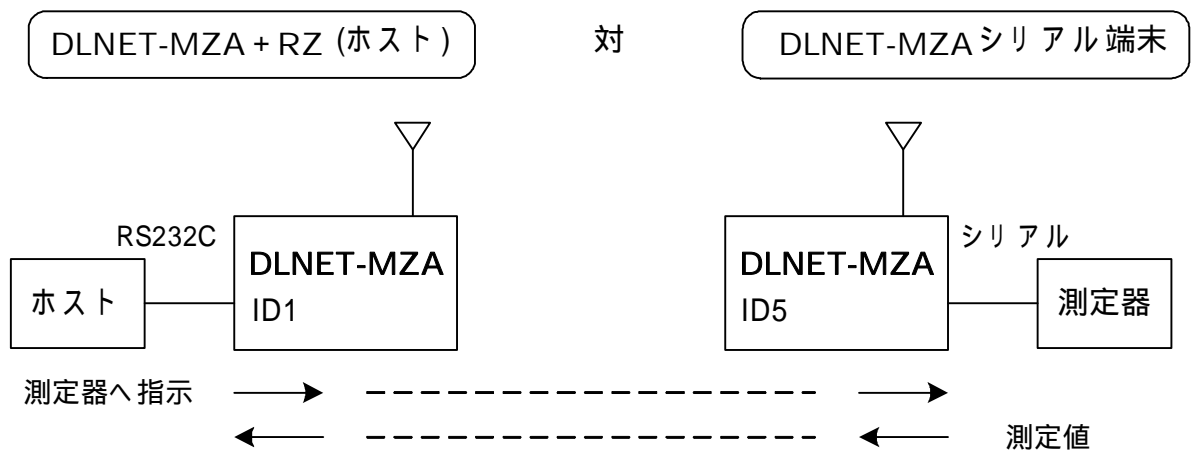 DLNET-MZA+RZ (ホスト)
対
DLNET-MZAシリアル端末
RS232C
DLNET-MZA
ID1
ホスト
DLNET-MZA
ID5
シリアル
測定器
測定器へ指示
測定値